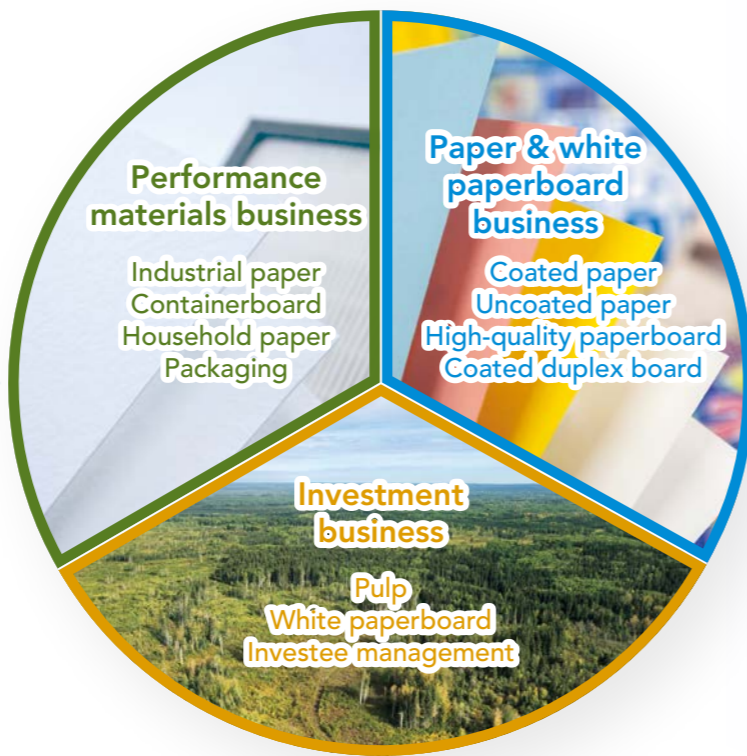 Performance
materials business
Industrial paper
Containerboard
Household paper
Packaging
Paper & white
paperboard
business
Coated paper
Uncoated paper
High-quality paperboard
Coated duplex board
Investment
business
Pulp
White paperboard
Investee management